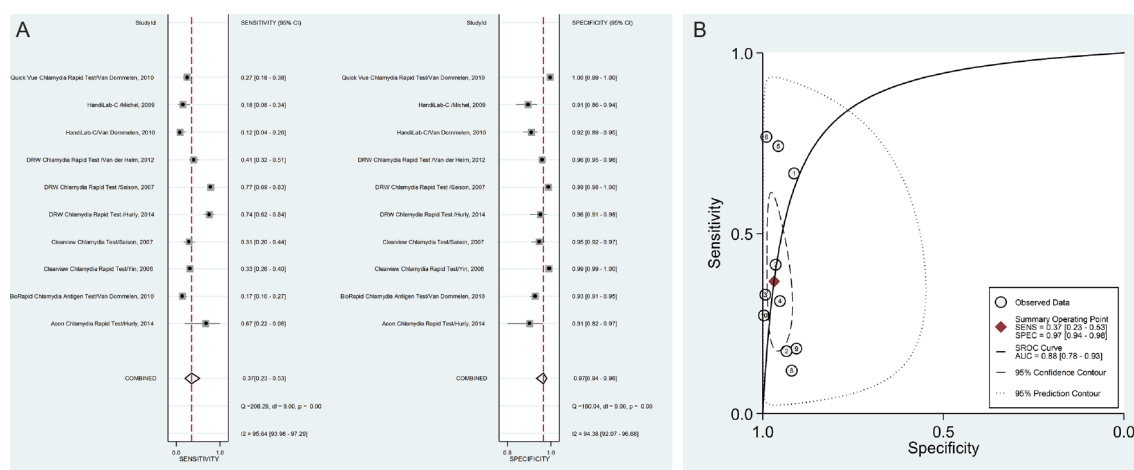 A
StudyId SENSITIVITY (95% CI)
Quick Vue Chlamydia Rapid Test/Van Dommelen, 2010 0.27 [0.18 - 0.38]
HandiLab-C /Michel, 2009 0.18 [0.08 - 0.34]
HandiLab-C/Van Dommelen, 2010 0.12 [0.04 - 0.26]
DRW Chlamydia Rapid Test /Van der Helm, 2012 0.41 [0.32 - 0.51]
DRW Chlamydia Rapid Test /Saison, 2007 0.77 [0.69 - 0.83]
DRW Chlamydia Rapid Test /Hurly, 2014 0.74 [0.62 - 0.84]
Clearview Chlamydia Test/Saison, 2007 0.31 [0.20 - 0.44]
Clearview Chlamydia Rapid Test/Yin, 2006 0.33 [0.26 - 0.40]
BioRapid Chlamydia Antigen Test/Van Dommelen, 2010 0.17 [0.10 - 0.27]
Acon Chlamydia Rapid Test/Hurly, 2014 0.67 [0.22 - 0.96]
COMBINED 0.37[0.23 - 0.53]
Q =206.29, df = 9.00, p = 0.00
I2 = 95.64 [93.98 - 97.29]
0.0 1.0
SENSITIVITY
StudyId SPECIFICITY (95% CI)
Quick Vue Chlamydia Rapid Test/Van Dommelen, 2010 1.00 [0.99 - 1.00]
HandiLab-C /Michel, 2009 0.91 [0.86 - 0.94]
HandiLab-C/Van Dommelen, 2010 0.92 [0.89 - 0.95]
DRW Chlamydia Rapid Test /Van der Helm, 2012 0.96 [0.95 - 0.98]
DRW Chlamydia Rapid Test /Saison, 2007 0.99 [0.98 - 1.00]
DRW Chlamydia Rapid Test /Hurly, 2014 0.96 [0.91 - 0.98]
Clearview Chlamydia Test/Saison, 2007 0.95 [0.92 - 0.97]
Clearview Chlamydia Rapid Test/Yin, 2006 0.99 [0.99 - 1.00]
BioRapid Chlamydia Antigen Test/Van Dommelen, 2010 0.93 [0.91 - 0.95]
Acon Chlamydia Rapid Test/Hurly, 2014 0.91 [0.82 - 0.97]
COMBINED 0.97[0.94 - 0.98]
Q =160.04, df = 9.00, p = 0.00
I2 = 94.38 [92.07 - 96.68]
0.8 1.0
SPECIFICITY
B
Sensitivity
1.0
0.5
0.0
1.0 0.5 0.0
Specificity
5
1
4
2
Observed Data
Summary Operating Point
SENS = 0.37 [0.23 - 0.53]
SPEC = 0.97 [0.94 - 0.98]
SROC Curve
AUC = 0.88 [0.78 - 0.93]
95% Confidence Contour
95% Prediction Contour